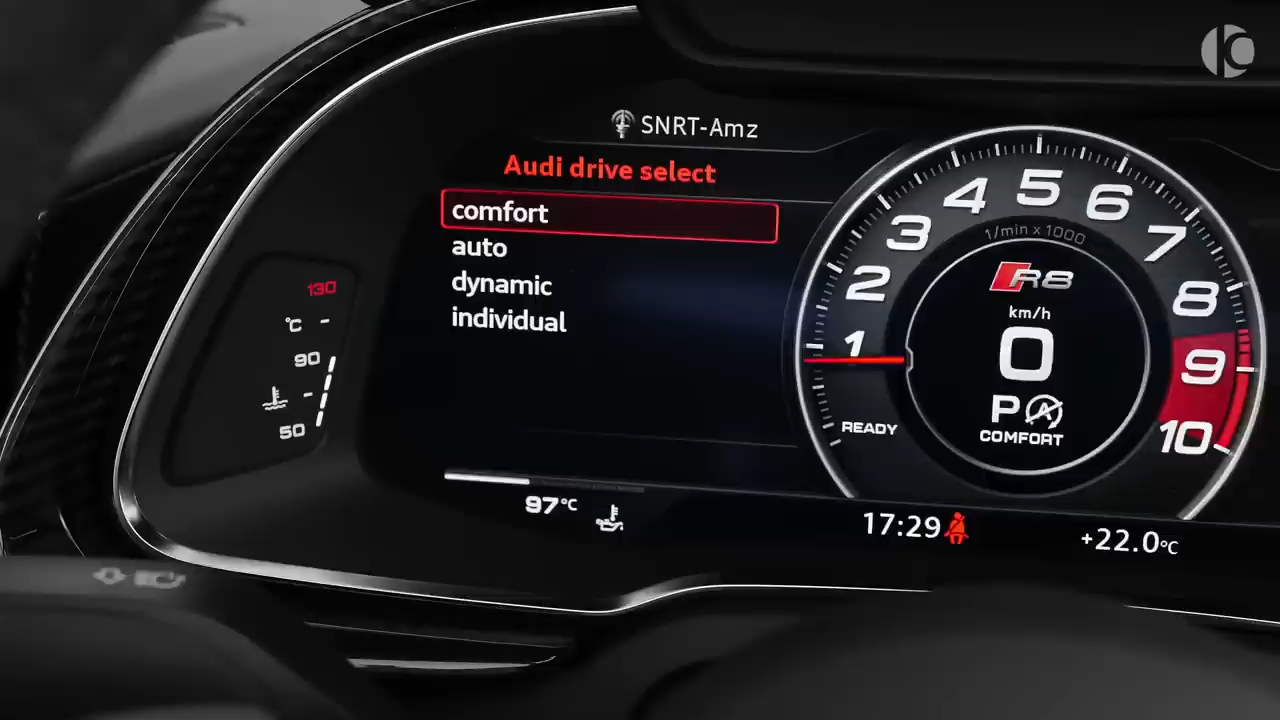 SNRT-Amz
Audi drive select
comfort
auto
dynamic
individual
130
°C
90
50
97°C
1 2 3 4 5 6 7 8 9 10
1/min x 1000
R8
km/h
0
P A
COMFORT
READY
17:29
+22.0°C